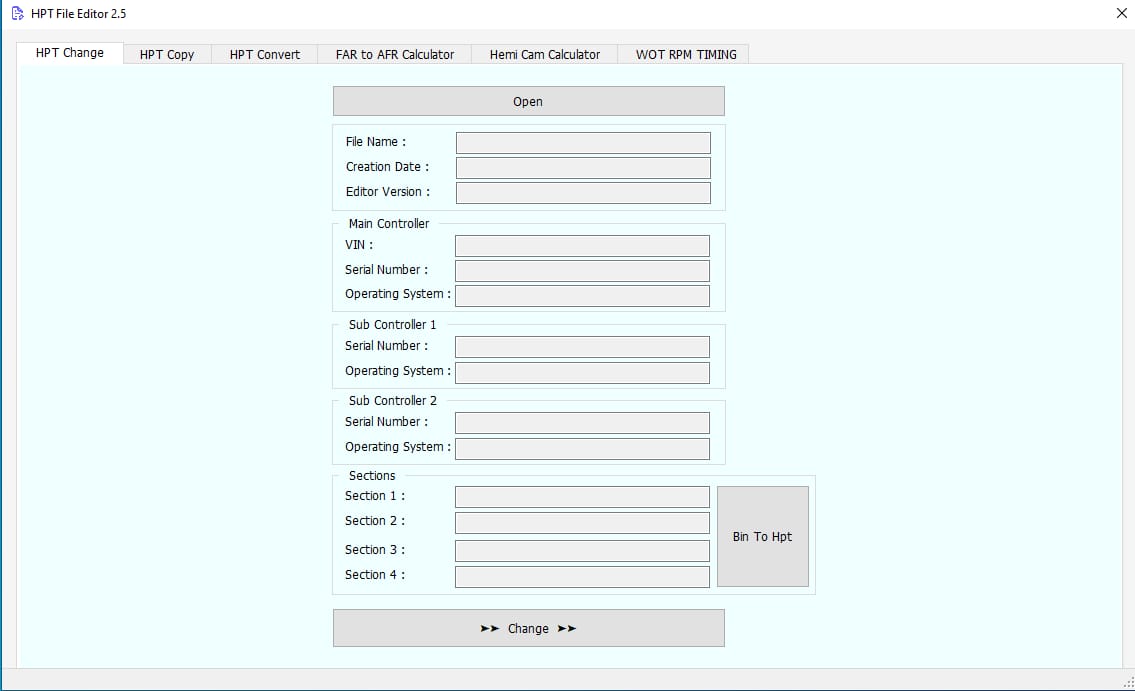 HPT File Editor 2.5
HPT Change HPT Copy HPT Convert FAR to AFR Calculator Hemi Cam Calculator WOT RPM TIMING
Open
File Name :
Creation Date :
Editor Version :
Main Controller
VIN :
Serial Number :
Operating System :
Sub Controller 1
Serial Number :
Operating System :
Sub Controller 2
Serial Number :
Operating System :
Sections
Section 1 :
Section 2 :
Section 3 :
Section 4 :
Bin To Hpt
➢➢ Change ➢➢